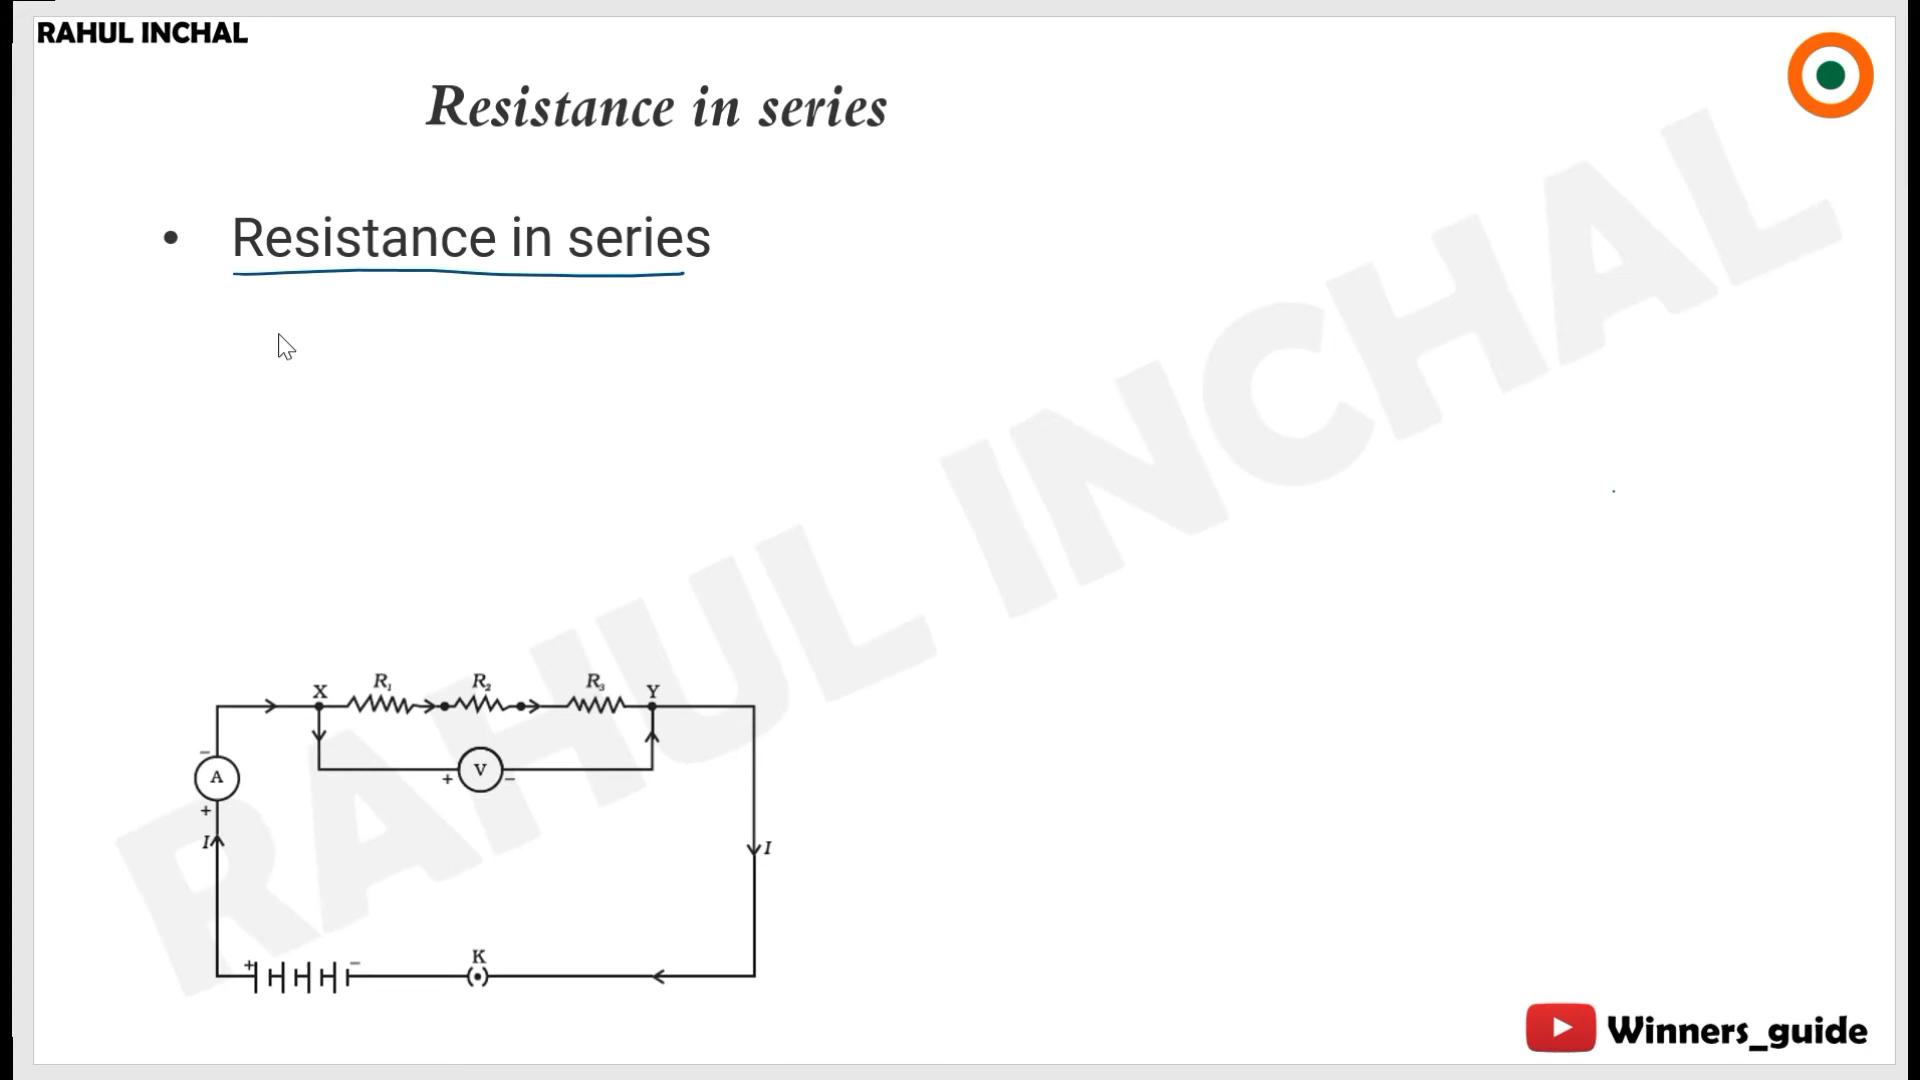 RAHUL INCHAL
Resistance in series
• Resistance in series
RAHUL INCHAL
X R₁ R₂ R₃ Y
+ V −
− A +
I
I
+ − K
Winners_guide